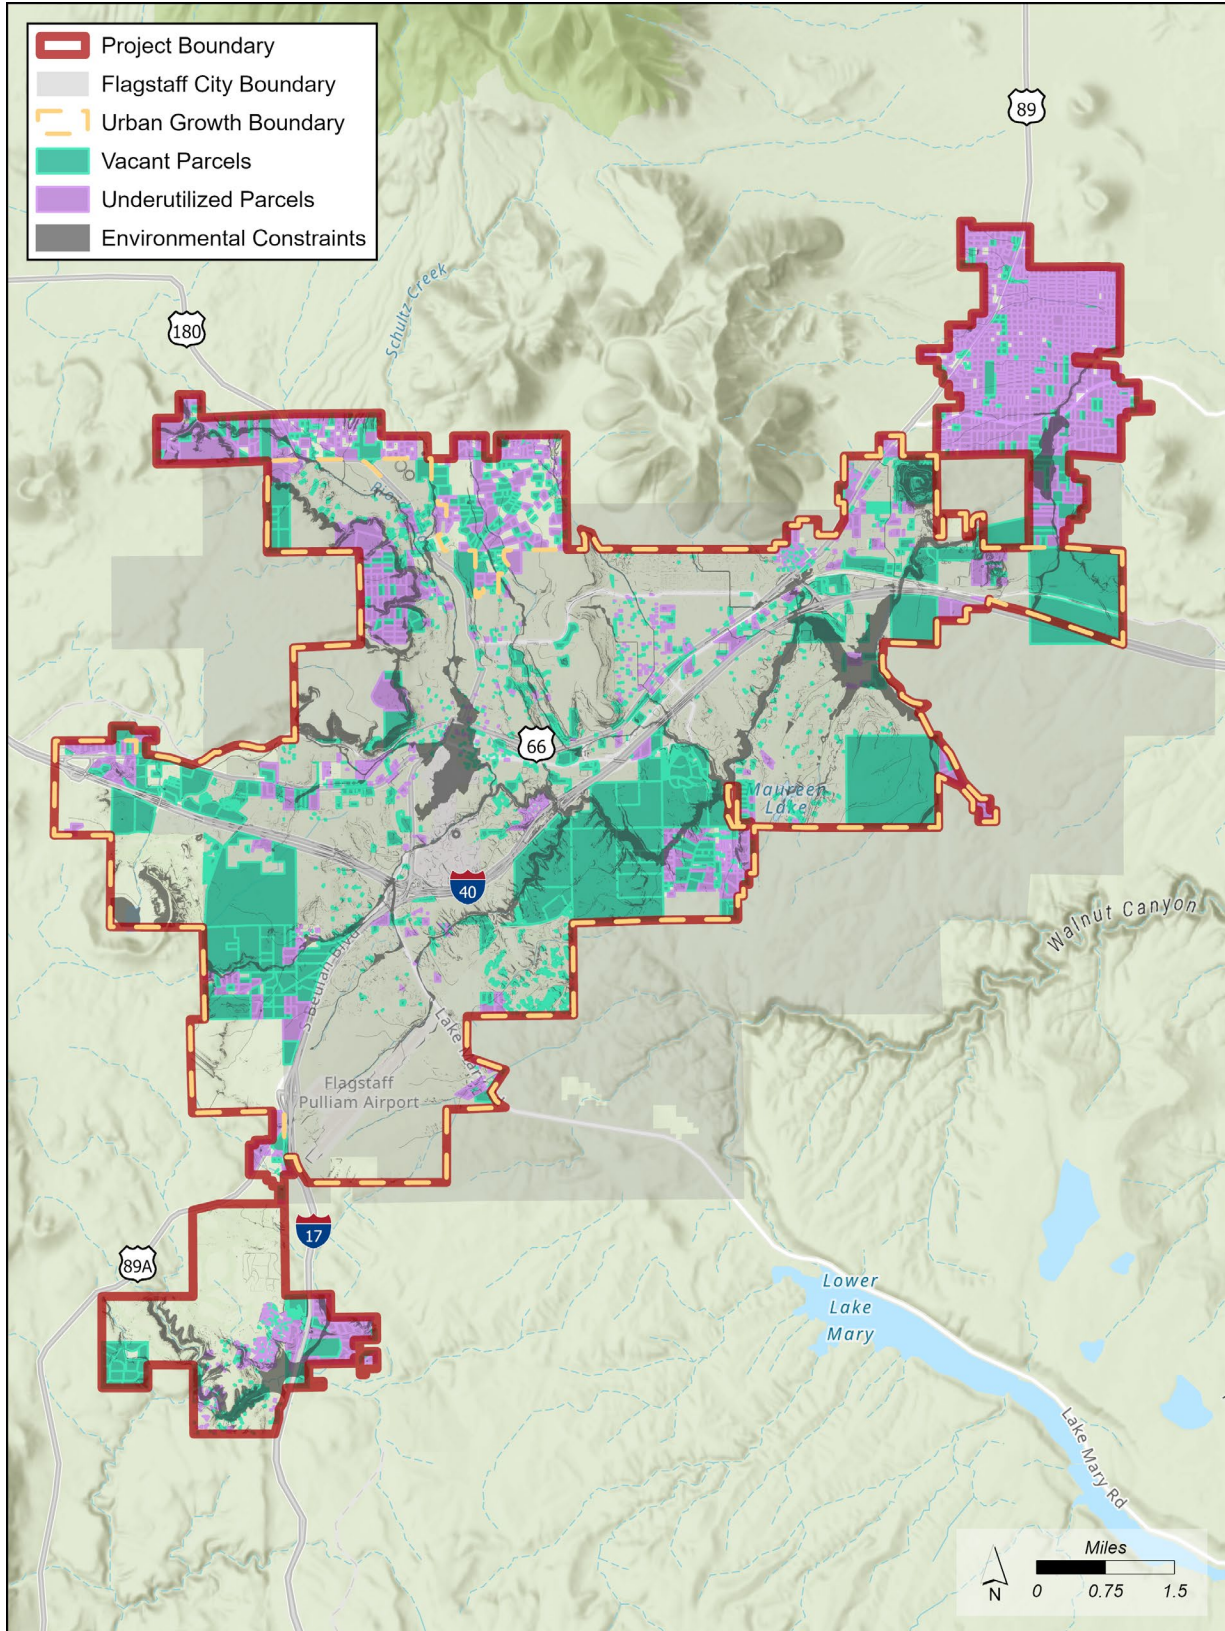 Project Boundary
Flagstaff City Boundary
Urban Growth Boundary
Vacant Parcels
Underutilized Parcels
Environmental Constraints
89
180
Schultz Creek
66
Maureen
Lake
40
Walnut Canyon
S Beulah Blvd
Lake Mary
Flagstaff
Pulliam Airport
17
89A
Lower
Lake
Mary
Lake Mary Rd
Miles
N
0 0.75 1.5